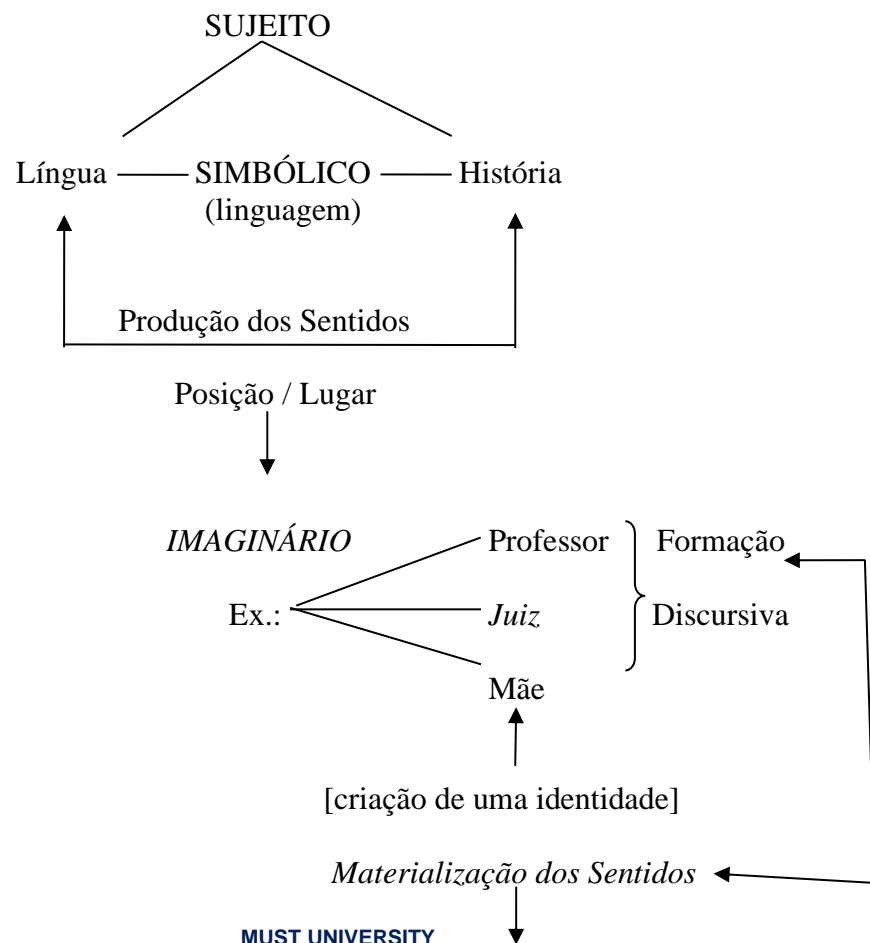 SUJEITO
Língua SIMBÓLICO História
(linguagem)
Produção dos Sentidos
Posição / Lugar
IMAGINÁRIO Professor Formação
Ex.: Juiz Discursiva
Mãe
[criação de uma identidade]
Materialização dos Sentidos
MUST UNIVERSITY